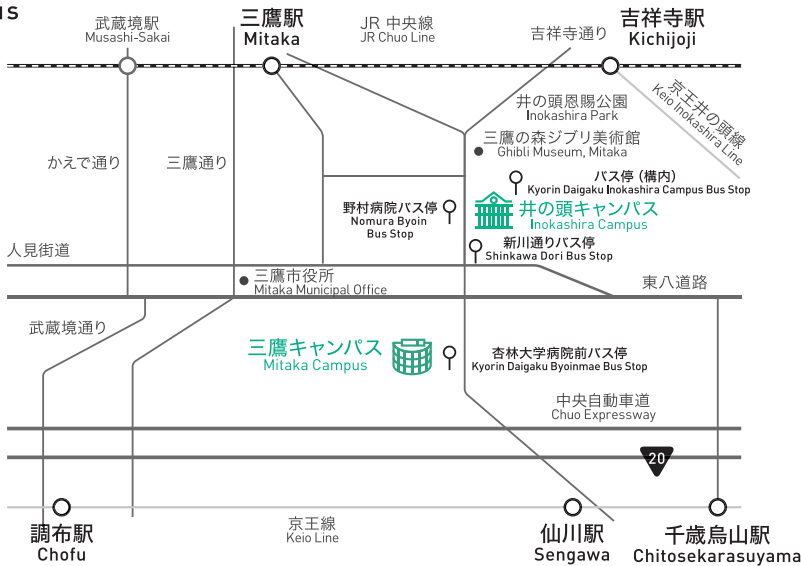 NS
武蔵境駅
Musashi-Sakai
三鷹駅
Mitaka
JR 中央線
JR Chuo Line
吉祥寺通り
吉祥寺駅
Kichijoji
京王井の頭線
Keio Inokashira Line
井の頭恩賜公園
Inokashira Park
三鷹の森ジブリ美術館
Ghibli Museum, Mitaka
かえで通り
三鷹通り
バス停（構内）
Kyorin Daigaku Inokashira Campus Bus Stop
野村病院バス停
Nomura Byoin
Bus Stop
井の頭キャンパス
Inokashira Campus
新川通りバス停
Shinkawa Dori Bus Stop
人見街道
三鷹市役所
Mitaka Municipal Office
東八道路
武蔵境通り
三鷹キャンパス
Mitaka Campus
杏林大学病院前バス停
Kyorin Daigaku Byoinmae Bus Stop
中央自動車道
Chuo Expressway
20
調布駅
Chofu
京王線
Keio Line
仙川駅
Sengawa
千歳烏山駅
Chitosekarasuyama